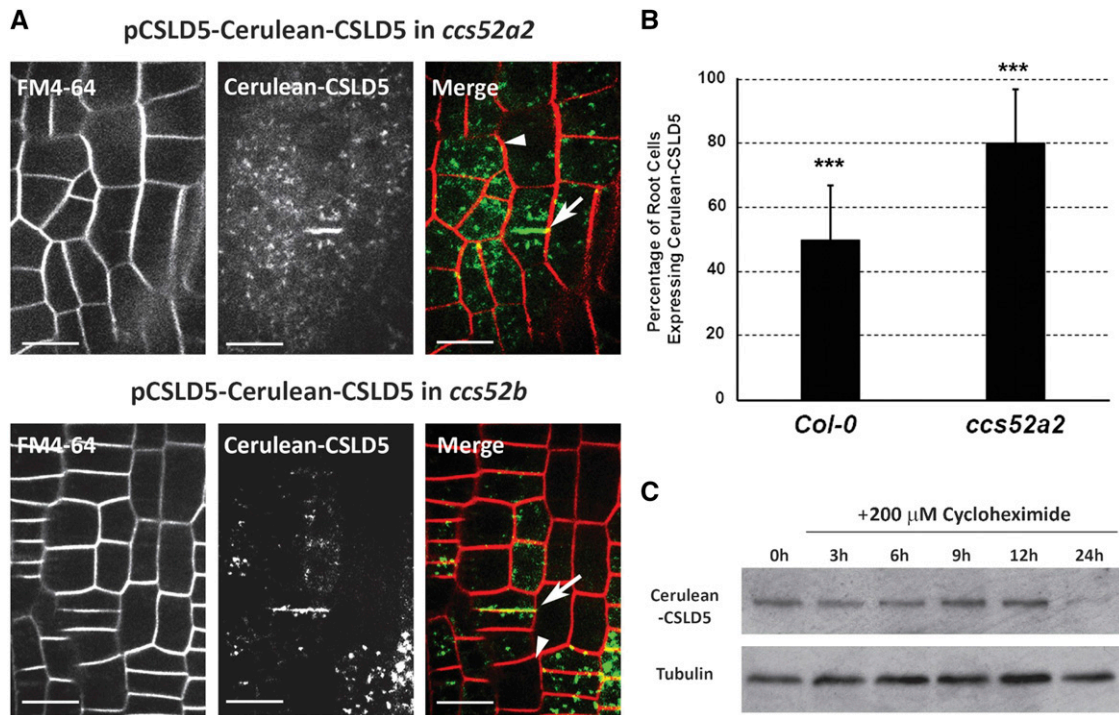 A
pCSLD5-Cerulean-CSLD5 in ccs52a2
FM4-64
Cerulean-CSLD5
Merge
pCSLD5-Cerulean-CSLD5 in ccs52b
FM4-64
Cerulean-CSLD5
Merge
B
Percentage of Root Cells
Expressing Cerulean-CSLD5
100
80
60
40
20
0
***
***
Col-0
ccs52a2
C
+200 μM Cycloheximide
0h 3h 6h 9h 12h 24h
Cerulean
-CSLD5
Tubulin